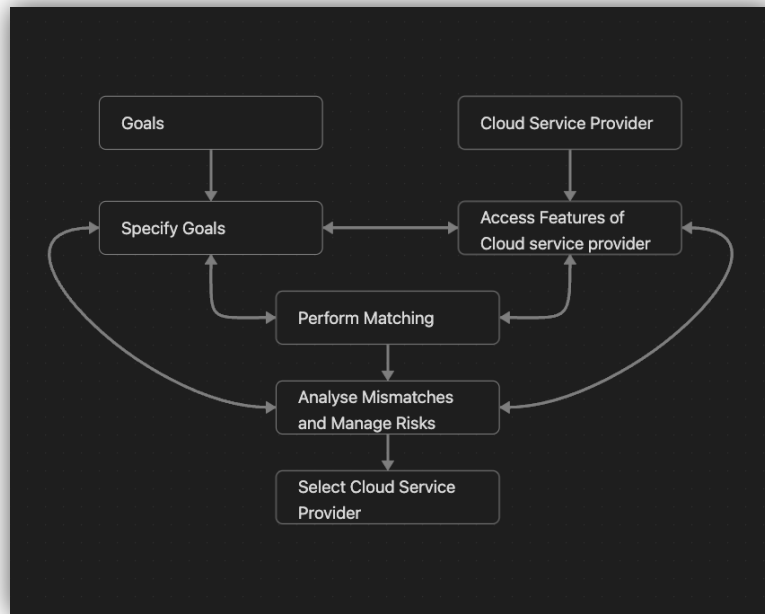 Goals
Cloud Service Provider
Specify Goals
Access Features of
Cloud service provider
Perform Matching
Analyse Mismatches
and Manage Risks
Select Cloud Service
Provider